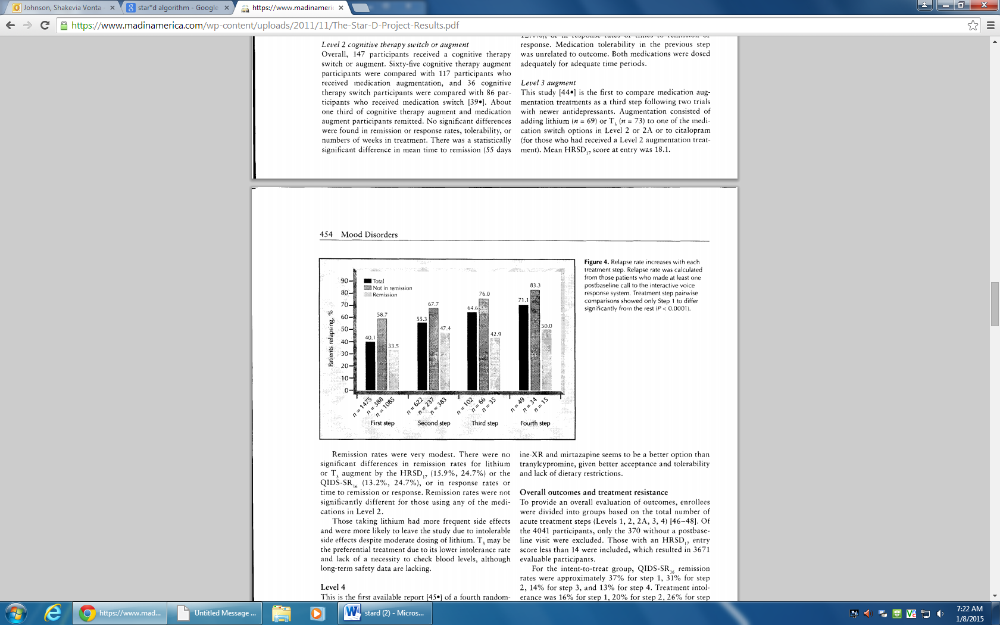 Johnson, Shakevia Vonta
star*d algorithm - Google
https://www.madinameric
https://www.madinamerica.com/wp-content/uploads/2011/11/The-Star-D-Project-Results.pdf
Level 2 cognitive therapy switch or augment
Overall, 147 participants received a cognitive therapy
switch or augment. Sixty-five cognitive therapy augment
participants were compared with 117 participants who
received medication augmentation, and 36 cognitive
therapy switch participants were compared with 86 par-
ticipants who received medication switch [39•]. About
one third of cognitive therapy augment and medication
augment participants remitted. No significant differences
were found in remission or response rates, tolerability, or
numbers of weeks in treatment. There was a statistically
significant difference in mean time to remission (55 days
response. Medication tolerability in the previous step
was unrelated to outcome. Both medications were dosed
adequately for adequate time periods.
Level 3 augment
This study [44•] is the first to compare medication aug-
mentation treatments as a third step following two trials
with newer antidepressants. Augmentation consisted of
adding lithium (n = 69) or T3 (n = 73) to one of the medi-
cation switch options in Level 2 or 2A or to citalopram
(for those who had received a Level 2 augmentation treat-
ment). Mean HRSD17 score at entry was 18.1.
454 Mood Disorders
Patients relapsing, %
90
80
70
60
50
40
30
20
10
0
Total
Not in remission
Remission
40.1
58.7
33.5
55.3
67.7
47.4
64.6
76.0
42.9
71.1
83.3
50.0
n = 1475
n = 388
n = 1085
n = 622
n = 237
n = 383
n = 102
n = 66
n = 35
n = 49
n = 34
n = 15
First step
Second step
Third step
Fourth step
Figure 4. Relapse rate increases with each
treatment step. Relapse rate was calculated
from those patients who made at least one
postbaseline call to the interactive voice
response system. Treatment step pairwise
comparisons showed only Step 1 to differ
significantly from the rest (P < 0.0001).
Remission rates were very modest. There were no
significant differences in remission rates for lithium
or T3 augment by the HRSD17 (15.9%, 24.7%) or the
QIDS-SR16 (13.2%, 24.7%), or in response rates or
time to remission or response. Remission rates were not
significantly different for those using any of the medi-
cations in Level 2.
Those taking lithium had more frequent side effects
and were more likely to leave the study due to intolerable
side effects despite moderate dosing of lithium. T3 may be
the preferential treatment due to its lower intolerance rate
and lack of a necessity to check blood levels, although
long-term safety data are lacking.
Level 4
This is the first available report [45•] of a fourth random-
ine-XR and mirtazapine seems to be a better option than
tranylcypromine, given better acceptance and tolerability
and lack of dietary restrictions.
Overall outcomes and treatment resistance
To provide an overall evaluation of outcomes, enrollees
were divided into groups based on the total number of
acute treatment steps (Levels 1, 2, 2A, 3, 4) [46–48]. Of
the 4041 participants, only the 370 without a postbase-
line visit were excluded. Those with an HRSD17 entry
score less than 14 were included, which resulted in 3671
evaluable participants.
For the intent-to-treat group, QIDS-SR16 remission
rates were approximately 37% for step 1, 31% for step
2, 14% for step 3, and 13% for step 4. Treatment intol-
erance was 16% for step 1, 20% for step 2, 26% for step
https://www.mad...
Untitled Message ...
stard (2) - Micros...
7:22 AM
1/8/2015